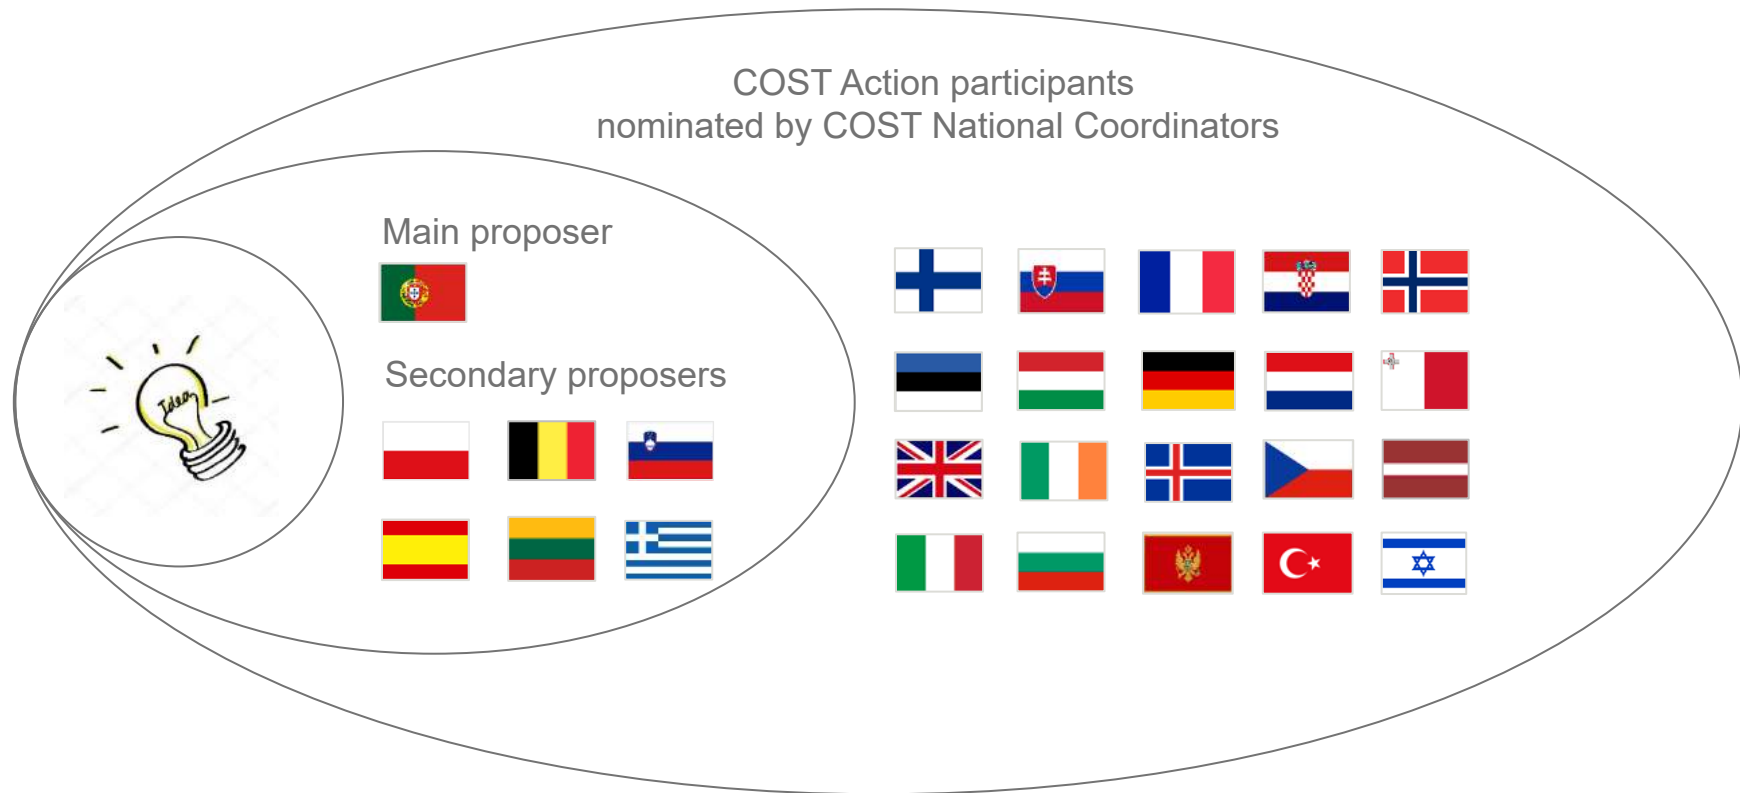 COST Action participants
nominated by COST National Coordinators
Main proposer
Secondary proposers
Idea